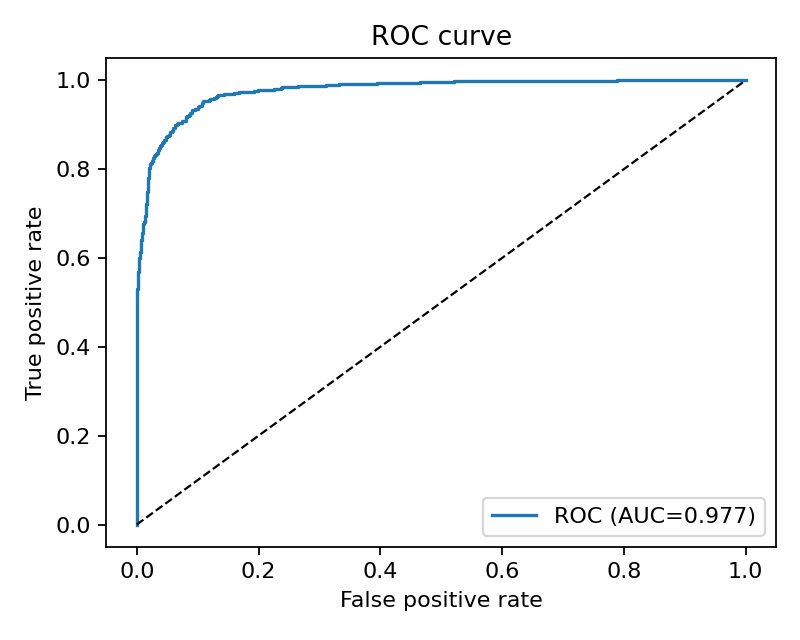 ROC curve
1.0
0.8
0.6
0.4
0.2
0.0
True positive rate
ROC (AUC=0.977)
0.0 0.2 0.4 0.6 0.8 1.0
False positive rate